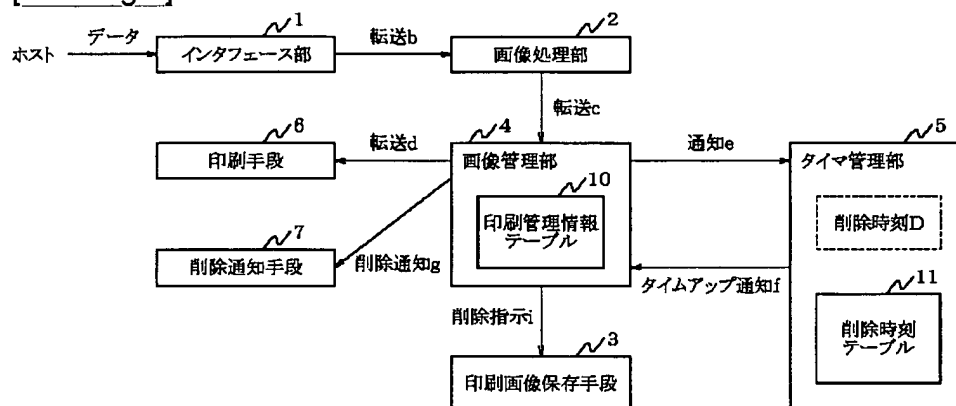 ホスト
データ
1
インタフェース部
転送b
2
画像処理部
転送c
6
印刷手段
転送d
4
画像管理部
10
印刷管理情報
テーブル
通知e
5
タイマ管理部
削除時刻D
7
削除通知手段
削除通知g
タイムアップ通知f
11
削除時刻
テーブル
削除指示i
3
印刷画像保存手段